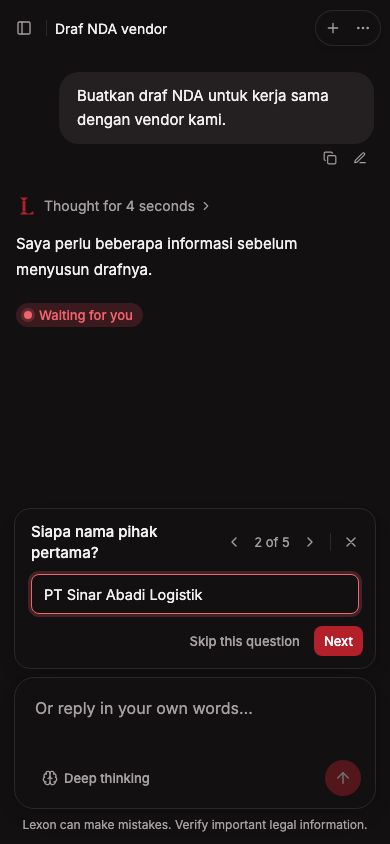 Draf NDA vendor
Buatkan draf NDA untuk kerja sama
dengan vendor kami.
L Thought for 4 seconds
Saya perlu beberapa informasi sebelum
menyusun drafnya.
Waiting for you
Siapa nama pihak
pertama?
2 of 5
PT Sinar Abadi Logistik
Skip this question
Next
Or reply in your own words...
Deep thinking
Lexon can make mistakes. Verify important legal information.